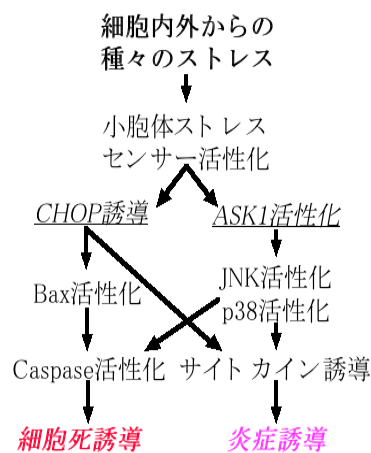 細胞内外からの
種々のストレス
小胞体ストレス
センサー活性化
CHOP誘導
ASK1活性化
Bax活性化
JNK活性化
p38活性化
Caspase活性化
サイトカイン誘導
細胞死誘導
炎症誘導